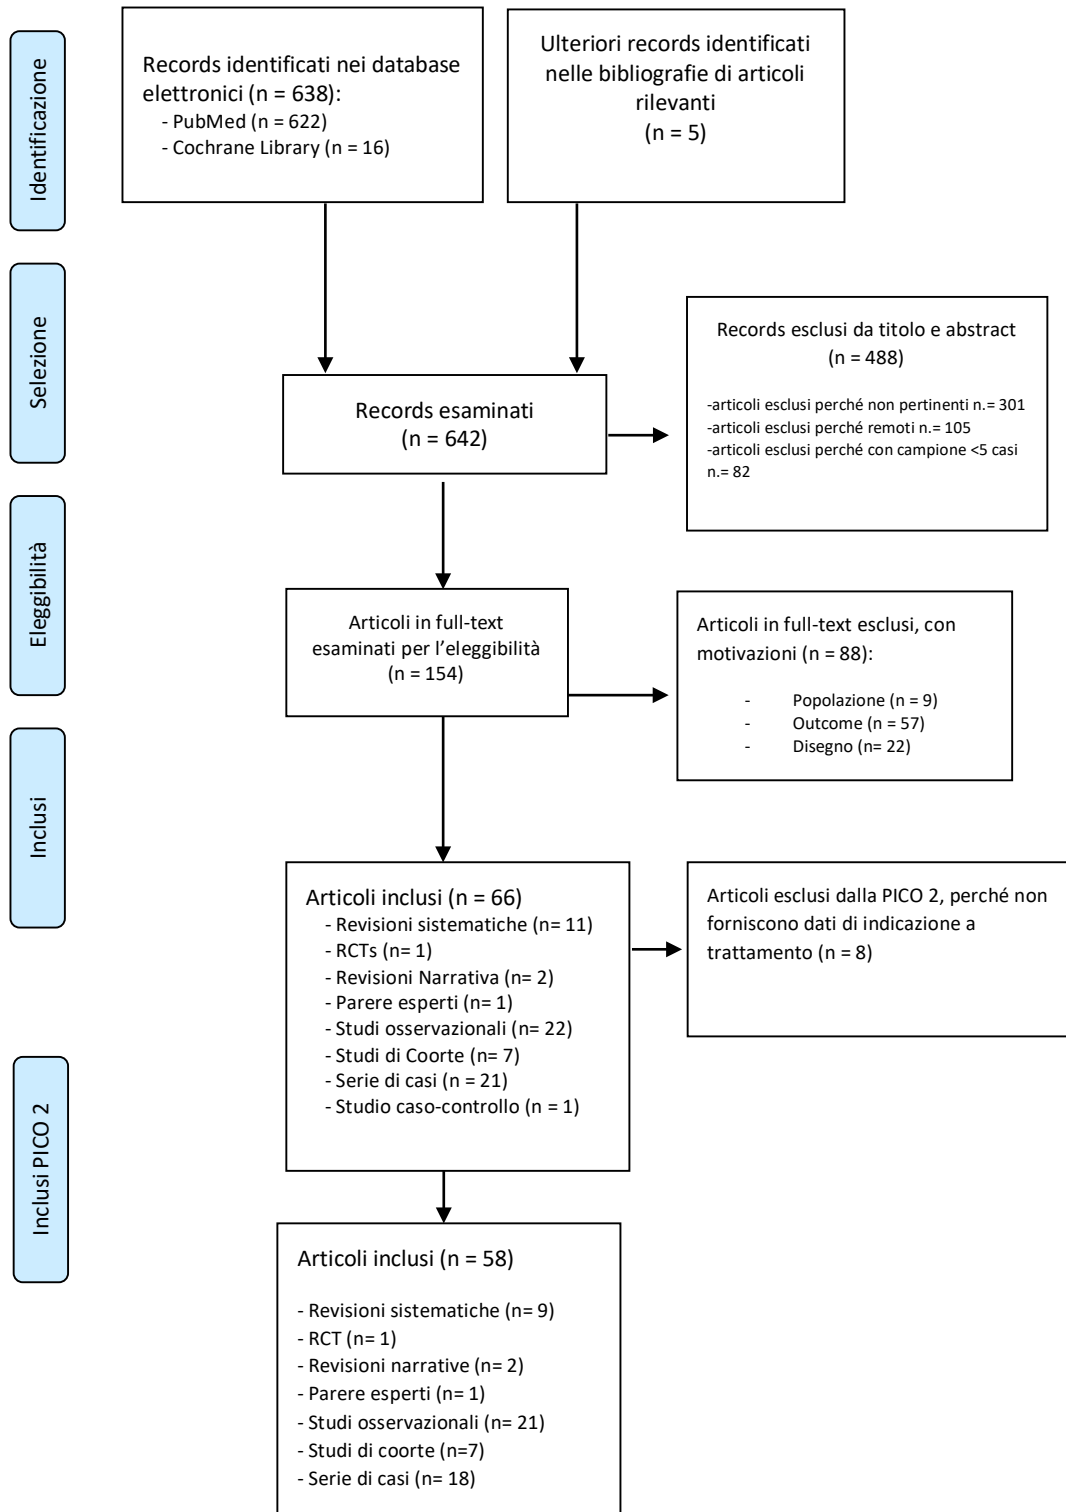 Identificazione
Records identificati nei database
elettronici (n = 638):
- PubMed (n = 622)
- Cochrane Library (n = 16)
Ulteriori records identificati
nelle bibliografie di articoli
rilevanti
(n = 5)
Selezione
Records esaminati
(n = 642)
Records esclusi da titolo e abstract
(n = 488)
-articoli esclusi perché non pertinenti n.= 301
-articoli esclusi perché remoti n.= 105
-articoli esclusi perché con campione <5 casi
n.= 82
Eleggibilità
Articoli in full-text
esaminati per l'eleggibilità
(n = 154)
Articoli in full-text esclusi, con
motivazioni (n = 88):
- Popolazione (n = 9)
- Outcome (n = 57)
- Disegno (n= 22)
Inclusi
Articoli inclusi (n = 66)
- Revisioni sistematiche (n= 11)
- RCTs (n= 1)
- Revisioni Narrativa (n= 2)
- Parere esperti (n= 1)
- Studi osservazionali (n= 22)
- Studi di Coorte (n= 7)
- Serie di casi (n = 21)
- Studio caso-controllo (n = 1)
Articoli esclusi dalla PICO 2, perché non
forniscono dati di indicazione a
trattamento (n = 8)
Inclusi PICO 2
Articoli inclusi (n = 58)
- Revisioni sistematiche (n= 9)
- RCT (n= 1)
- Revisioni narrative (n= 2)
- Parere esperti (n= 1)
- Studi osservazionali (n= 21)
- Studi di coorte (n=7)
- Serie di casi (n= 18)